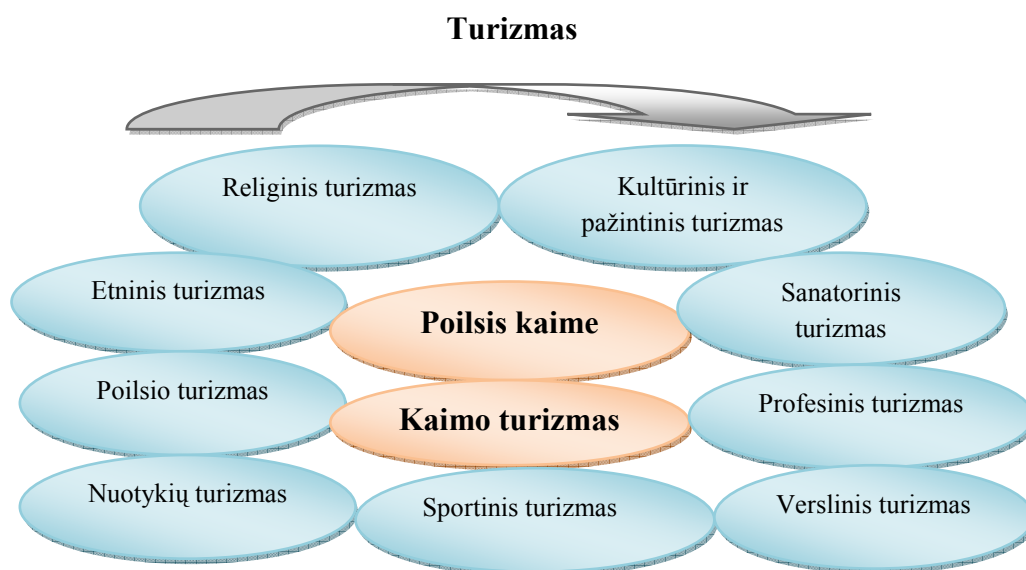 Turizmas
Religinis turizmas
Kultūrinis ir
pažintinis turizmas
Etninis turizmas
Poilsis kaime
Sanatorinis
turizmas
Poilsio turizmas
Kaimo turizmas
Profesinis turizmas
Nuotykių turizmas
Sportinis turizmas
Verslinis turizmas